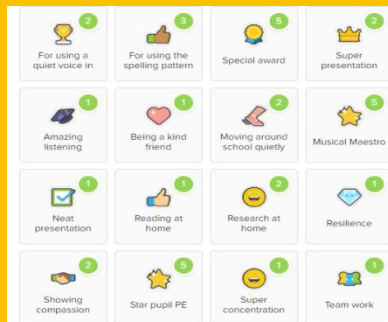 2
3
5
2
For using a
quiet voice in
For using the
spelling pattern
Special award
Super
presentation
1
1
2
5
Amazing
listening
Being a kind
friend
Moving around
school quietly
Musical Maestro
1
1
2
1
Neat
presentation
Reading at
home
Research at
home
Resilience
2
5
1
1
Showing
compassion
Star pupil PE
Super
concentration
Team work